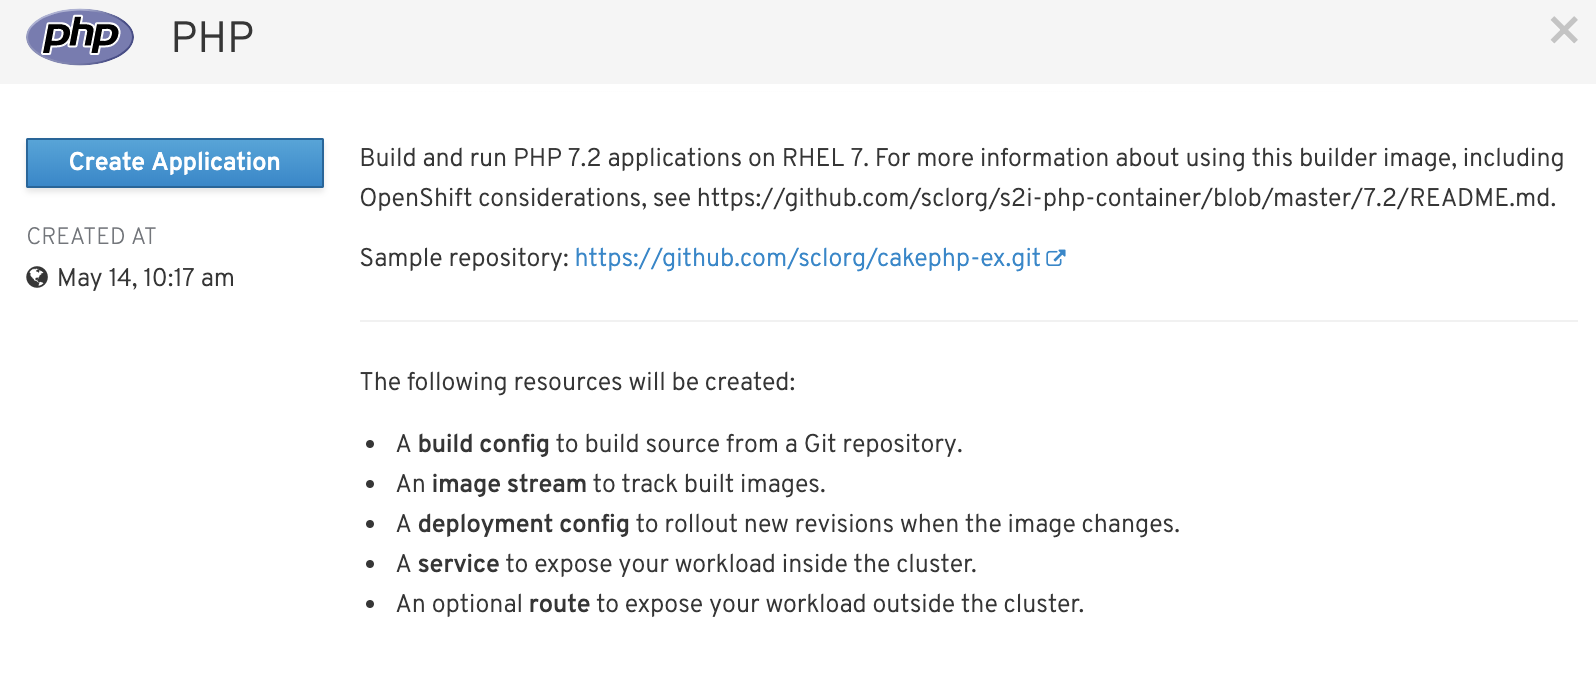 php PHP
Create Application
CREATED AT
May 14, 10:17 am
Build and run PHP 7.2 applications on RHEL 7. For more information about using this builder image, including
OpenShift considerations, see https://github.com/sclorg/s2i-php-container/blob/master/7.2/README.md.
Sample repository: https://github.com/sclorg/cakephp-ex.git
The following resources will be created:
• A build config to build source from a Git repository.
• An image stream to track built images.
• A deployment config to rollout new revisions when the image changes.
• A service to expose your workload inside the cluster.
• An optional route to expose your workload outside the cluster.